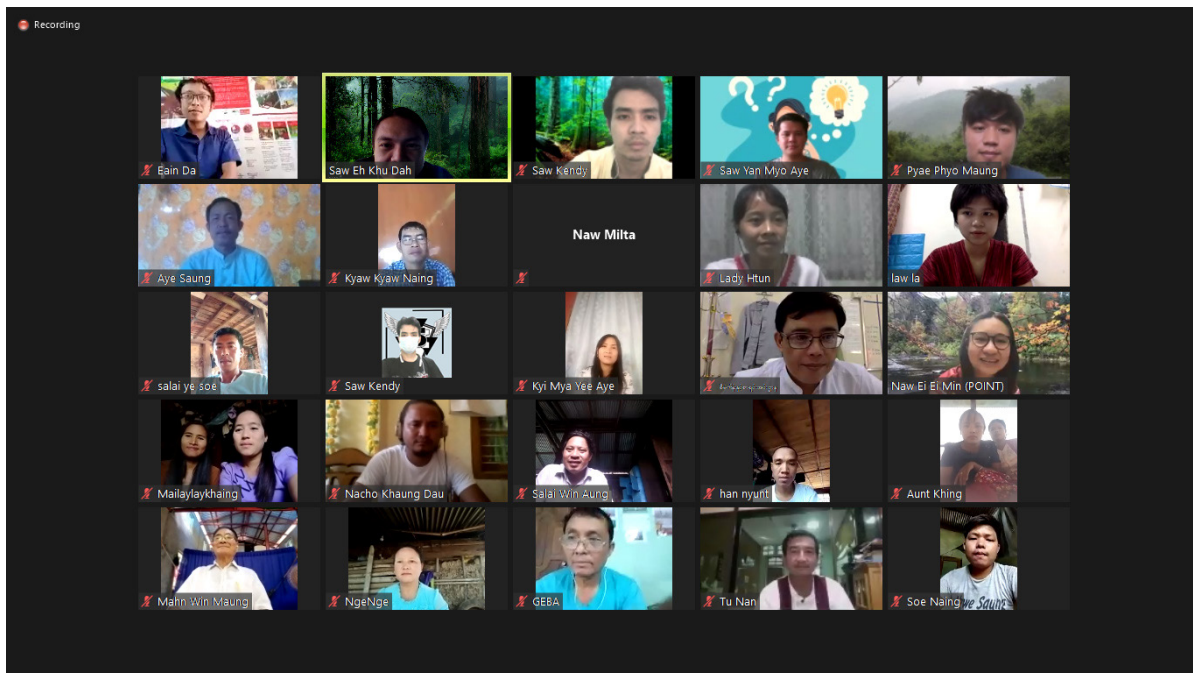 Recording
Eain Da
Saw Eh Khu Dah
Saw Kendy
Saw Yan Myo Aye
Pyae Phyo Maung
Aye Saung
Kyaw Kyaw Naing
Naw Milta
Lady Htun
law la
salai ye soe
Saw Kendy
Kyi Mya Yee Aye
Naw Ei Ei Min (POINT)
Mailaylaykhaing
Nacho Khaung Dau
Salai Win Aung
han nyunt
Aunt Khing
Mahn Win Maung
NgeNge
GEBA
Tu Nan
Soe Naing